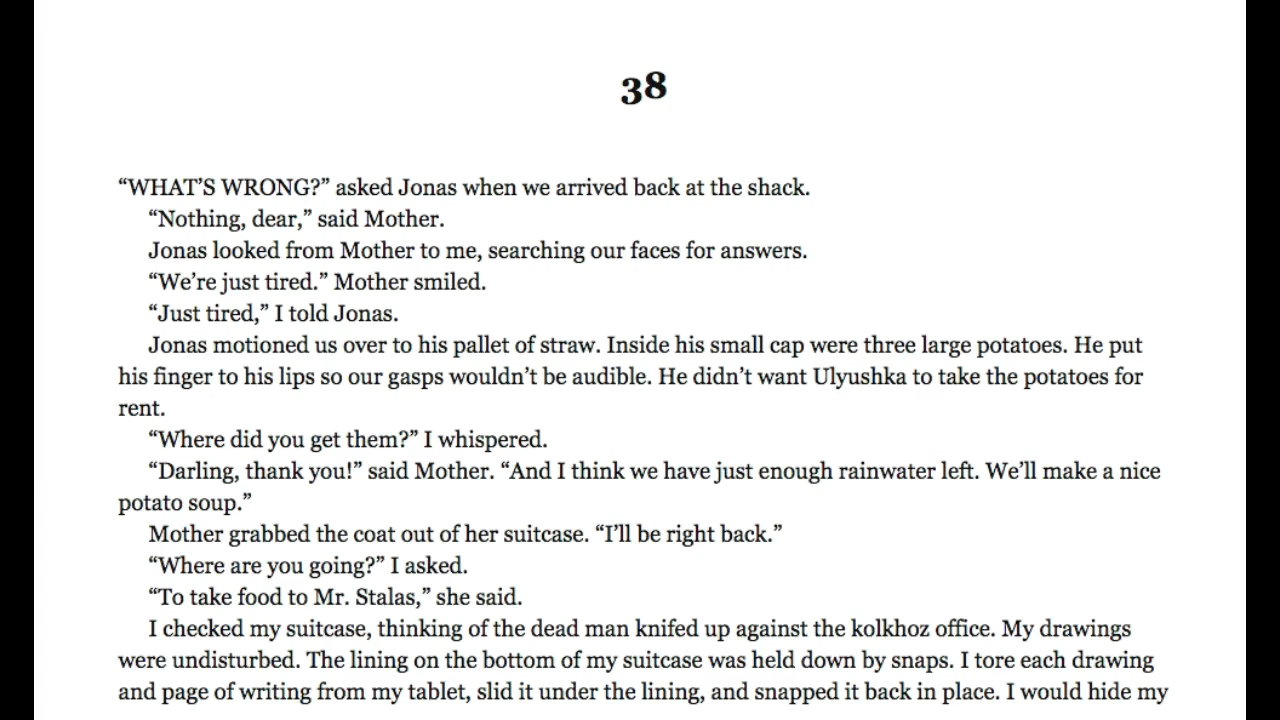 38
“WHAT’S WRONG?” asked Jonas when we arrived back at the shack.
“Nothing, dear,” said Mother.
Jonas looked from Mother to me, searching our faces for answers.
“We’re just tired.” Mother smiled.
“Just tired,” I told Jonas.
Jonas motioned us over to his pallet of straw. Inside his small cap were three large potatoes. He put
his finger to his lips so our gasps wouldn’t be audible. He didn’t want Ulyushka to take the potatoes for
rent.
“Where did you get them?” I whispered.
“Darling, thank you!” said Mother. “And I think we have just enough rainwater left. We’ll make a nice
potato soup.”
Mother grabbed the coat out of her suitcase. “I’ll be right back.”
“Where are you going?” I asked.
“To take food to Mr. Stalas,” she said.
I checked my suitcase, thinking of the dead man knifed up against the kolkhoz office. My drawings
were undisturbed. The lining on the bottom of my suitcase was held down by snaps. I tore each drawing
and page of writing from my tablet, slid it under the lining, and snapped it back in place. I would hide my